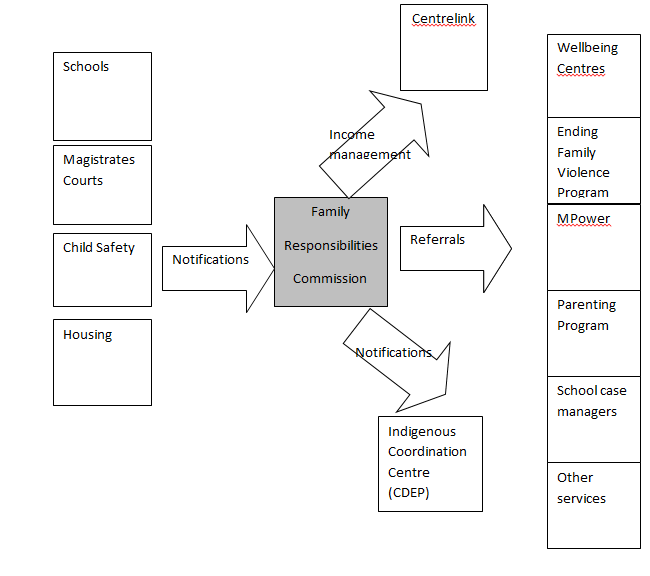 Centrelink
Schools
Magistrates
Courts
Child Safety
Housing
Notifications
Income
management
Family
Responsibilities
Commission
Referrals
Notifications
Indigenous
Coordination
Centre
(CDEP)
Wellbeing
Centres
Ending
Family
Violence
Program
MPower
Parenting
Program
School case
managers
Other
services